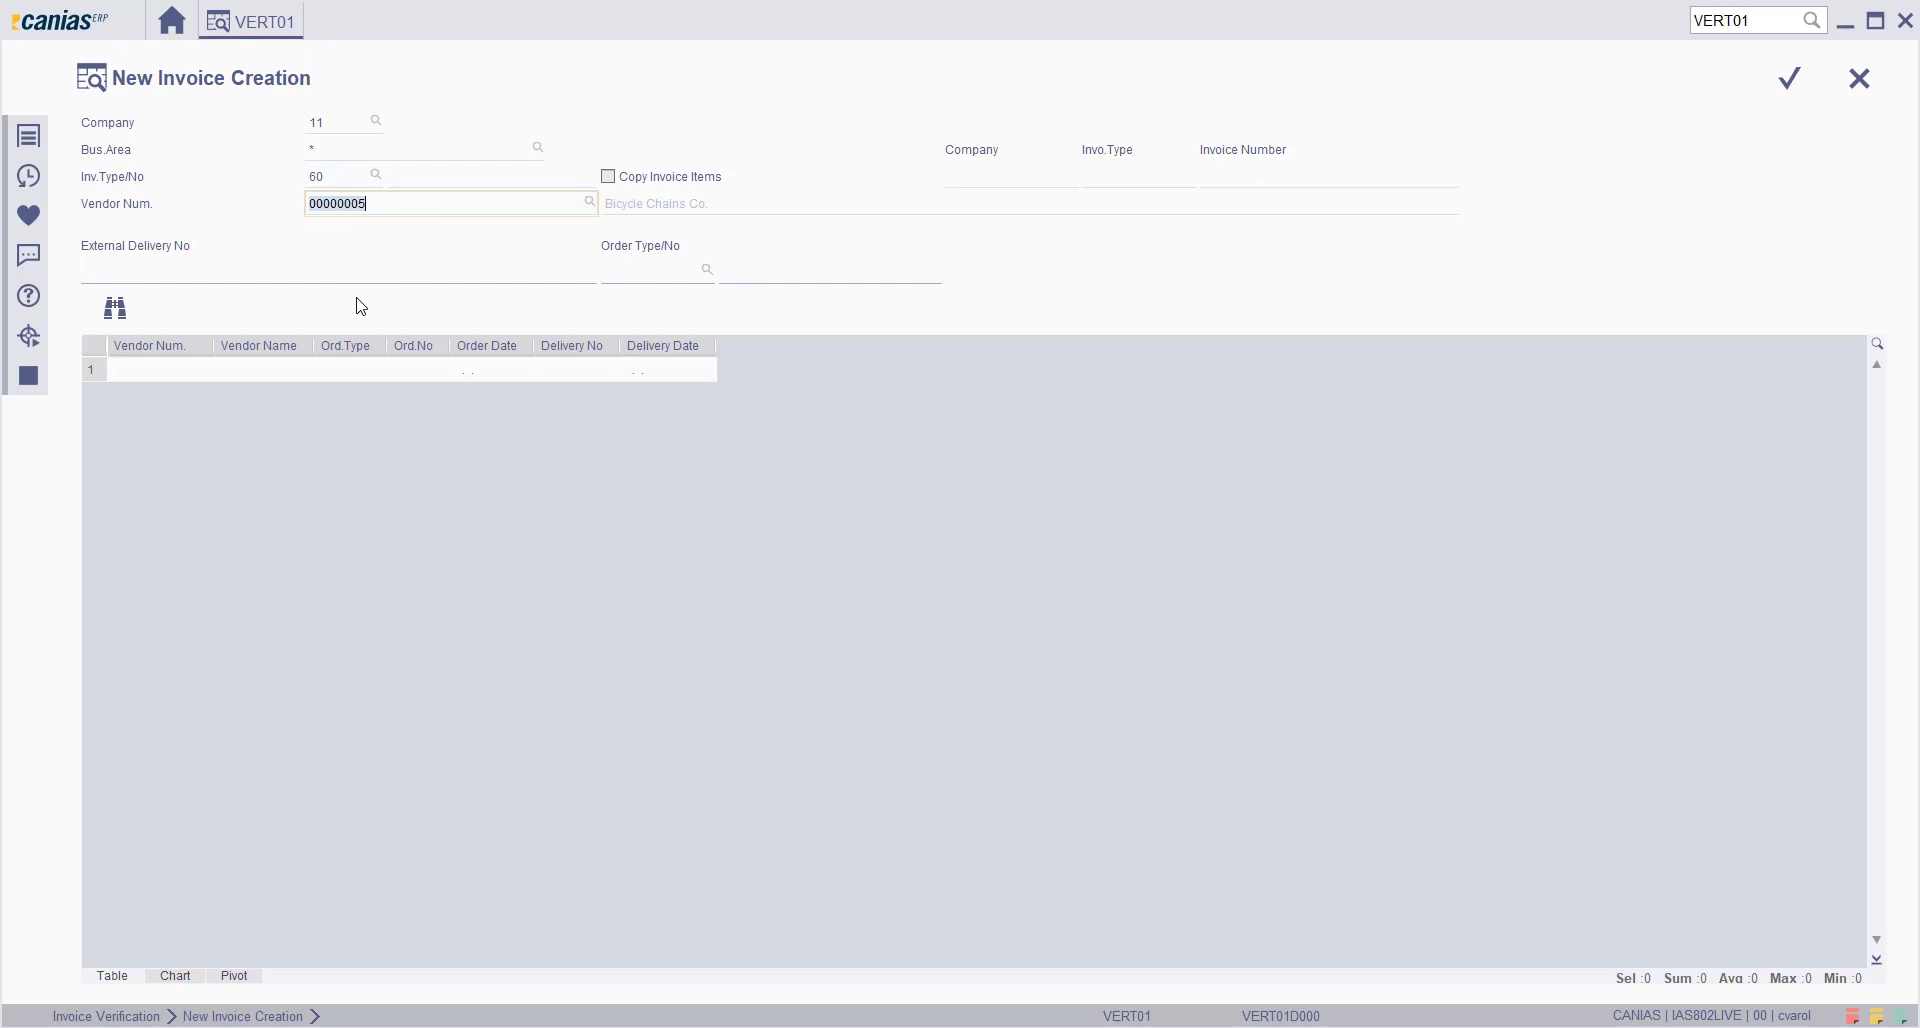 canias ERP VERT01 VERT01
New Invoice Creation
Company 11
Bus.Area * Company Invo.Type Invoice Number
Inv.Type/No 60 Copy Invoice Items
Vendor Num. 00000005 Bicycle Chains Co.
External Delivery No Order Type/No
Vendor Num. Vendor Name Ord.Type Ord.No Order Date Delivery No Delivery Date
1 . . . .
Table Chart Pivot Sel :0 Sum :0 Avg :0 Max :0 Min :0
Invoice Verification New Invoice Creation VERT01 VERT01D000 CANIAS | IAS802LIVE | 00 | cvarol